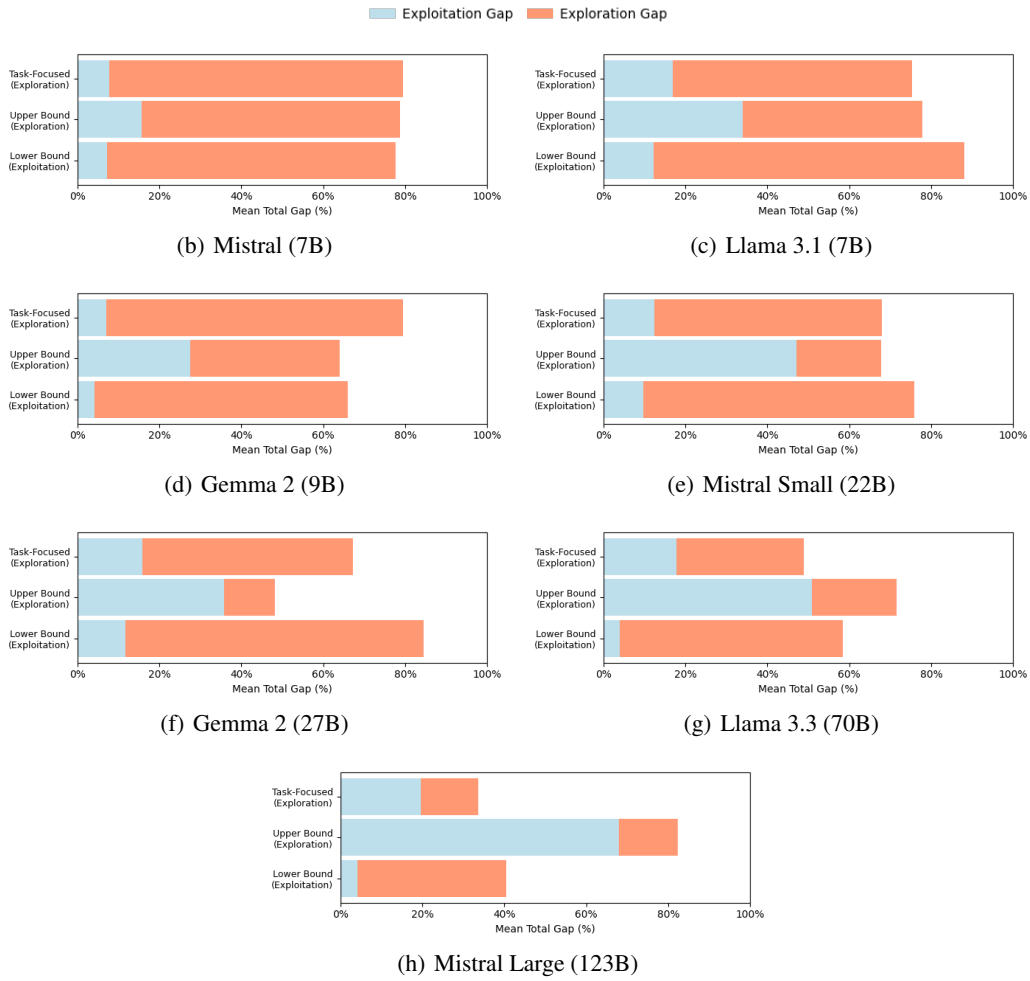 Exploitation Gap Exploration Gap
Task-Focused
(Exploration)
Upper Bound
(Exploration)
Lower Bound
(Exploitation)
0% 20% 40% 60% 80% 100%
Mean Total Gap (%)
(b) Mistral (7B)
Task-Focused
(Exploration)
Upper Bound
(Exploration)
Lower Bound
(Exploitation)
0% 20% 40% 60% 80% 100%
Mean Total Gap (%)
(c) Llama 3.1 (7B)
Task-Focused
(Exploration)
Upper Bound
(Exploration)
Lower Bound
(Exploitation)
0% 20% 40% 60% 80% 100%
Mean Total Gap (%)
(d) Gemma 2 (9B)
Task-Focused
(Exploration)
Upper Bound
(Exploration)
Lower Bound
(Exploitation)
0% 20% 40% 60% 80% 100%
Mean Total Gap (%)
(e) Mistral Small (22B)
Task-Focused
(Exploration)
Upper Bound
(Exploration)
Lower Bound
(Exploitation)
0% 20% 40% 60% 80% 100%
Mean Total Gap (%)
(f) Gemma 2 (27B)
Task-Focused
(Exploration)
Upper Bound
(Exploration)
Lower Bound
(Exploitation)
0% 20% 40% 60% 80% 100%
Mean Total Gap (%)
(g) Llama 3.3 (70B)
Task-Focused
(Exploration)
Upper Bound
(Exploration)
Lower Bound
(Exploitation)
0% 20% 40% 60% 80% 100%
Mean Total Gap (%)
(h) Mistral Large (123B)